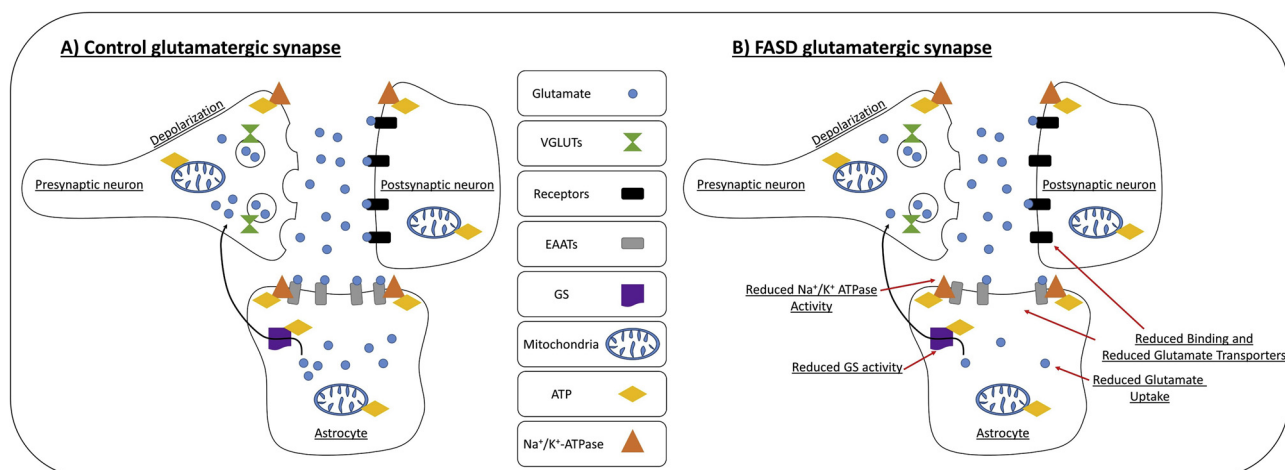 A) Control glutamatergic synapse
Depolarization
Presynaptic neuron
Postsynaptic neuron
Astrocyte
Glutamate
VGLUTs
Receptors
EAATs
GS
Mitochondria
ATP
Na⁺/K⁺-ATPase
B) FASD glutamatergic synapse
Depolarization
Presynaptic neuron
Postsynaptic neuron
Reduced Na⁺/K⁺ ATPase
Activity
Reduced GS activity
Reduced Binding and
Reduced Glutamate Transporters
Reduced Glutamate
Uptake
Astrocyte